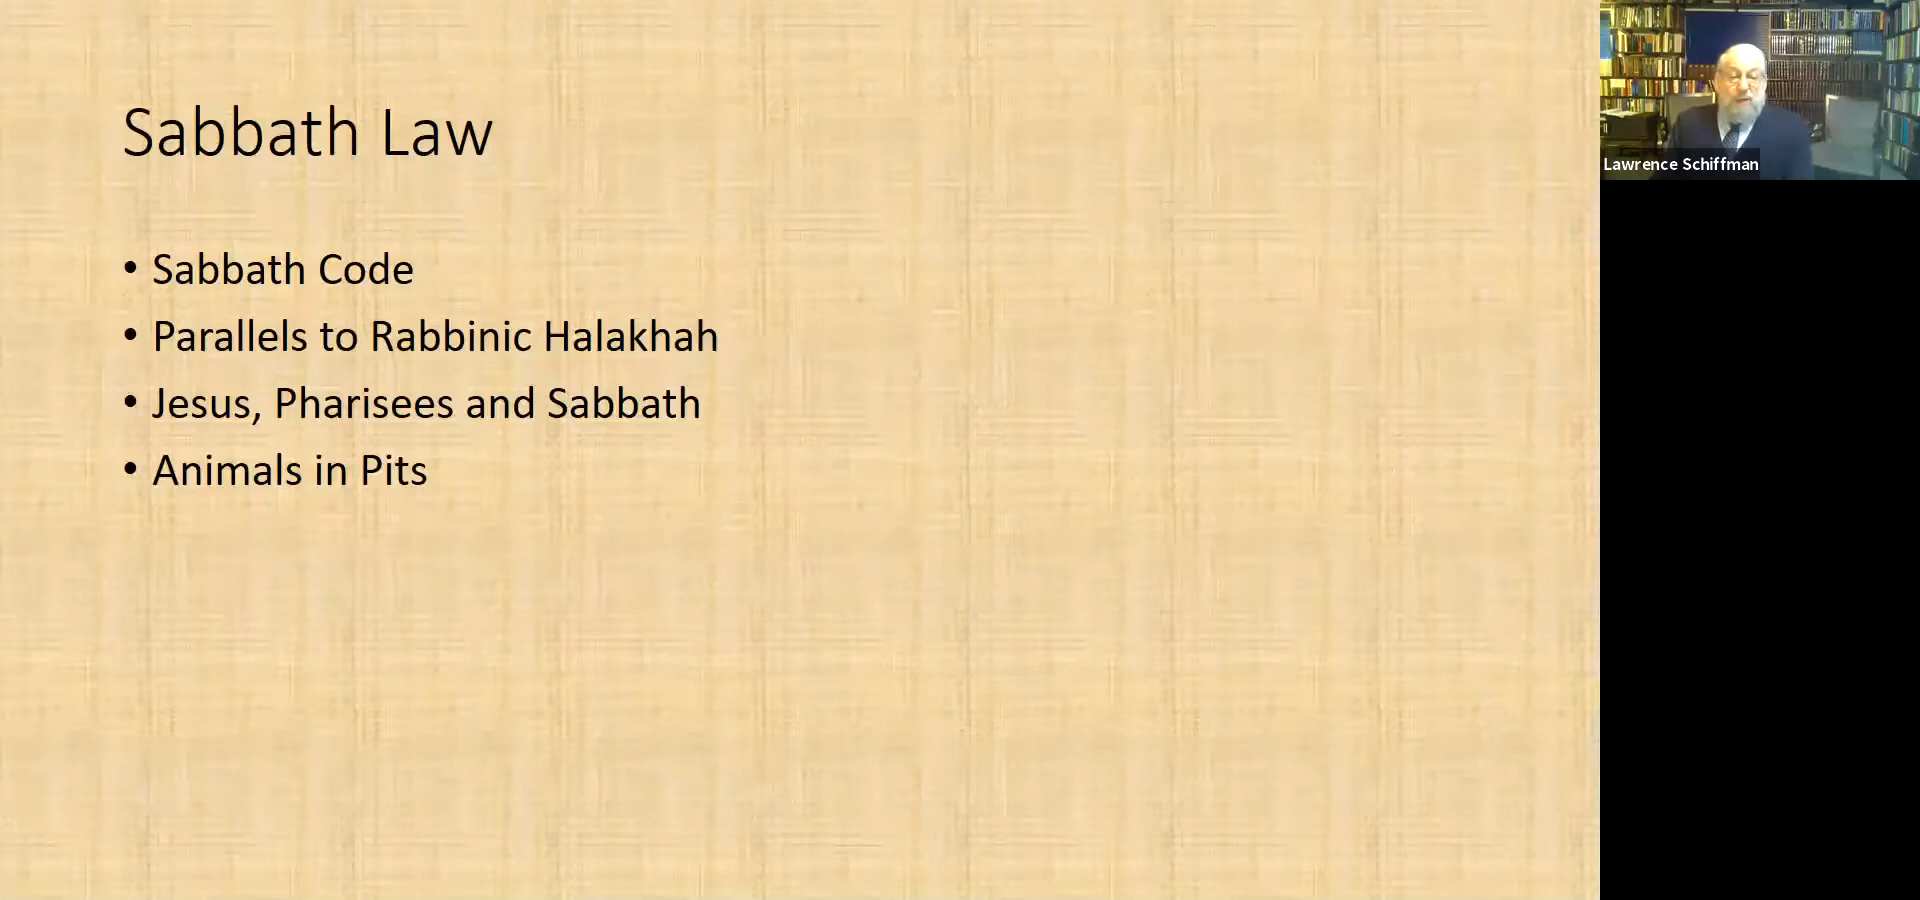 Sabbath Law
• Sabbath Code
• Parallels to Rabbinic Halakhah
• Jesus, Pharisees and Sabbath
• Animals in Pits
Lawrence Schiffman